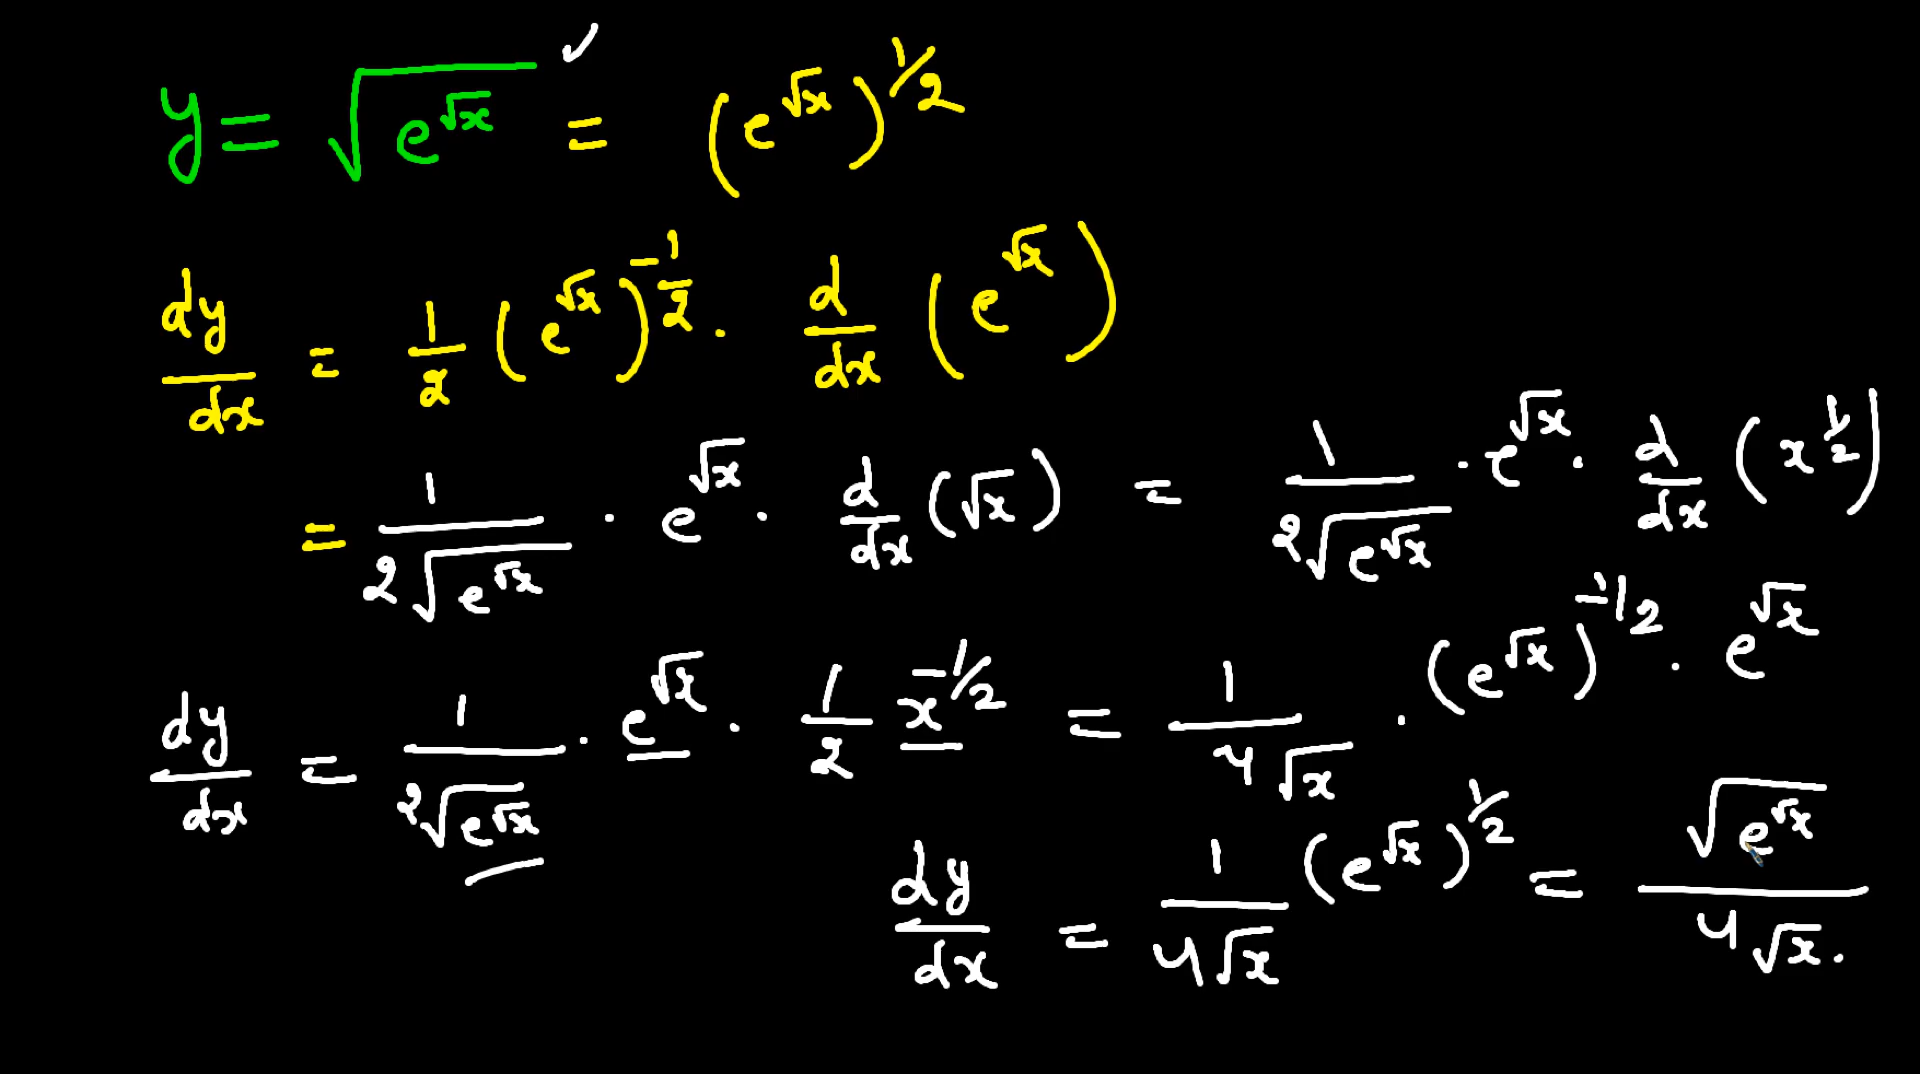 y = √(e^√x) = (e^√x)^1/2
dy/dx = 1/2 (e^√x)^-1/2 · d/dx (e^√x)
= 1/(2√(e^√x)) · e^√x · d/dx (√x) = 1/(2√(e^√x)) · e^√x · d/dx (x^1/2)
dy/dx = 1/(2√(e^√x)) · e^√x · 1/2 x^-1/2 = 1/(4√x) · (e^√x)^-1/2 · e^√x
dy/dx = 1/(4√x) (e^√x)^1/2 = √(e^√x)/(4√x).